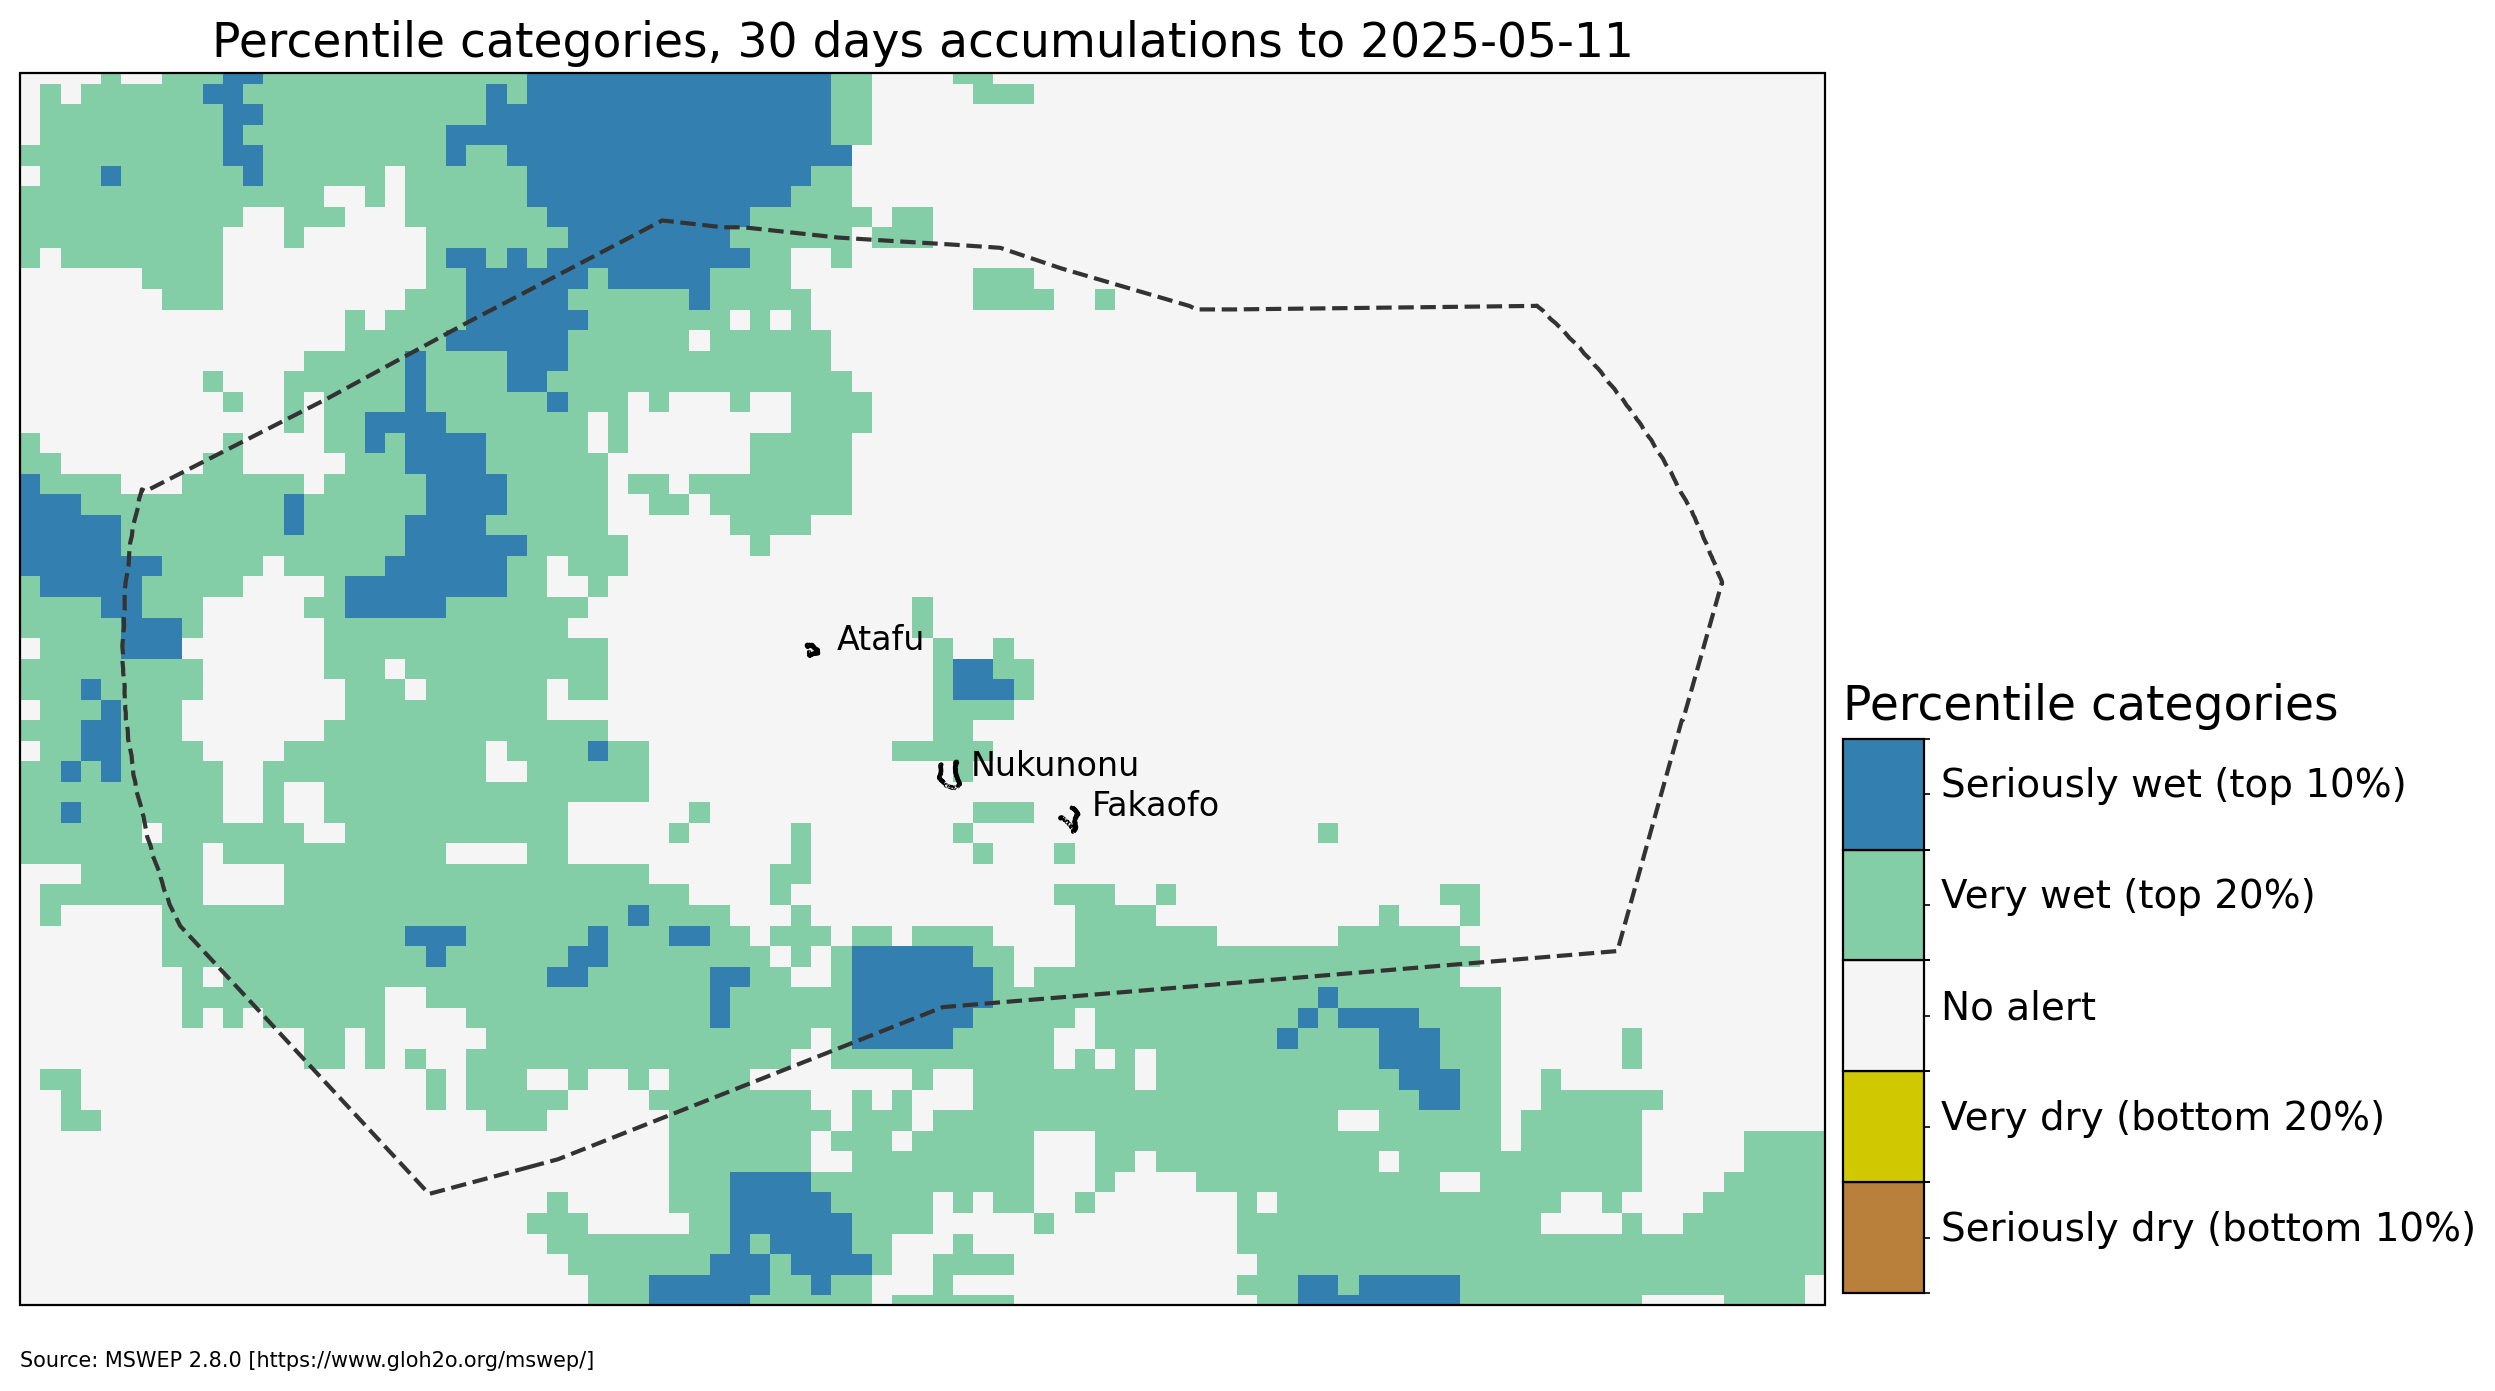 Percentile categories, 30 days accumulations to 2025-05-11
Atafu
Nukunonu
Fakaofo
Percentile categories
Seriously wet (top 10%)
Very wet (top 20%)
No alert
Very dry (bottom 20%)
Seriously dry (bottom 10%)
Source: MSWEP 2.8.0 [https://www.gloh2o.org/mswep/]